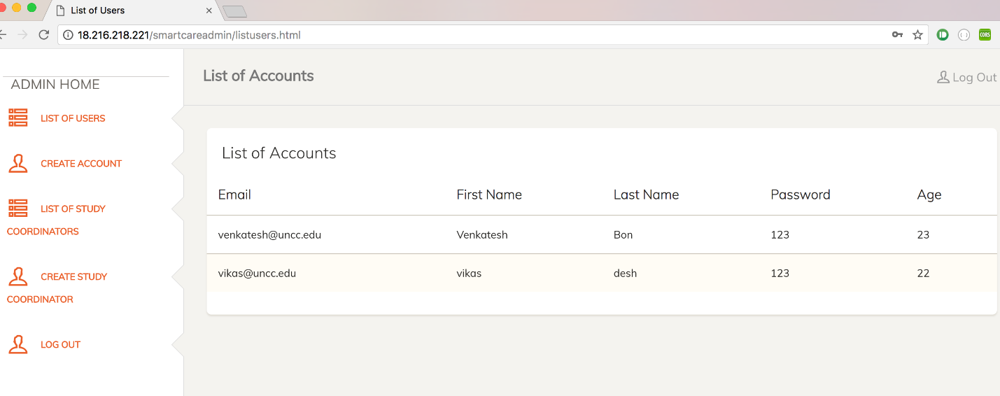 List of Users
18.216.218.221/smartcareadmin/listusers.html
CORS
ADMIN HOME
LIST OF USERS
CREATE ACCOUNT
LIST OF STUDY
COORDINATORS
CREATE STUDY
COORDINATOR
LOG OUT
List of Accounts
Log Out
List of Accounts
Email First Name Last Name Password Age
venkatesh@uncc.edu Venkatesh Bon 123 23
vikas@uncc.edu vikas desh 123 22